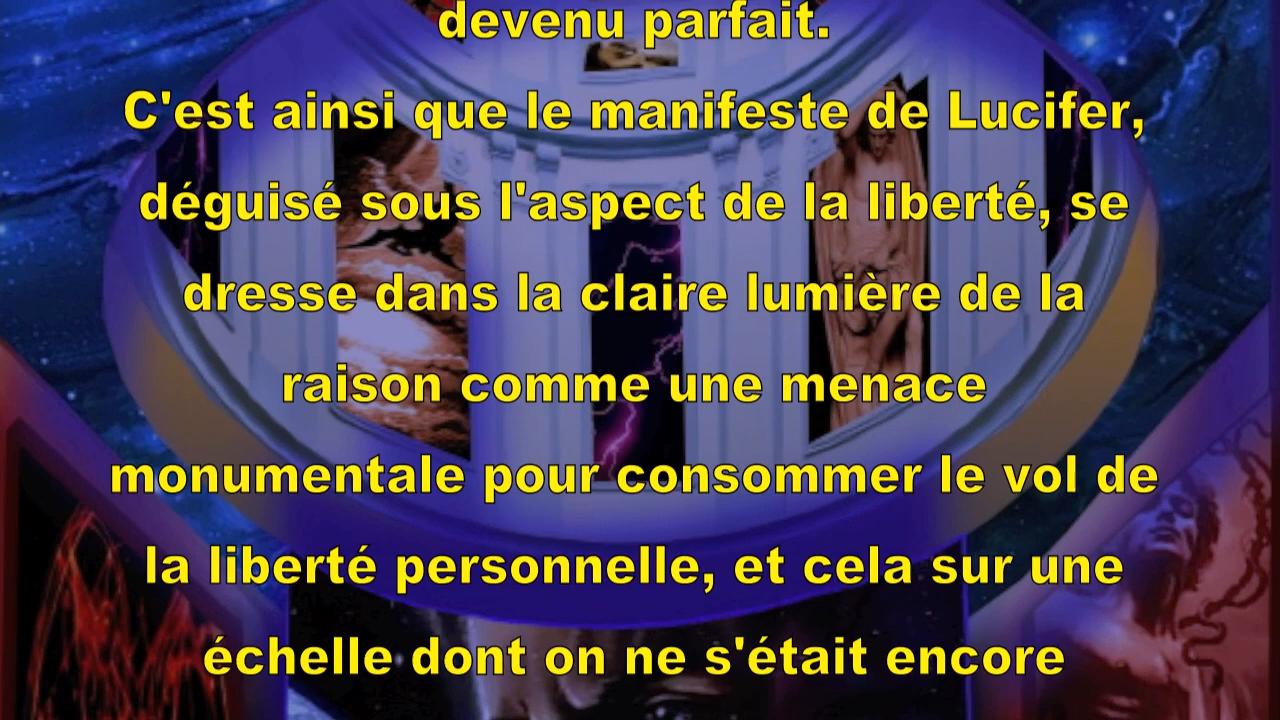 devenu parfait.
C'est ainsi que le manifeste de Lucifer,
déguisé sous l'aspect de la liberté, se
dresse dans la claire lumière de la
raison comme une menace
monumentale pour consommer le vol de
la liberté personnelle, et cela sur une
échelle dont on ne s'était encore